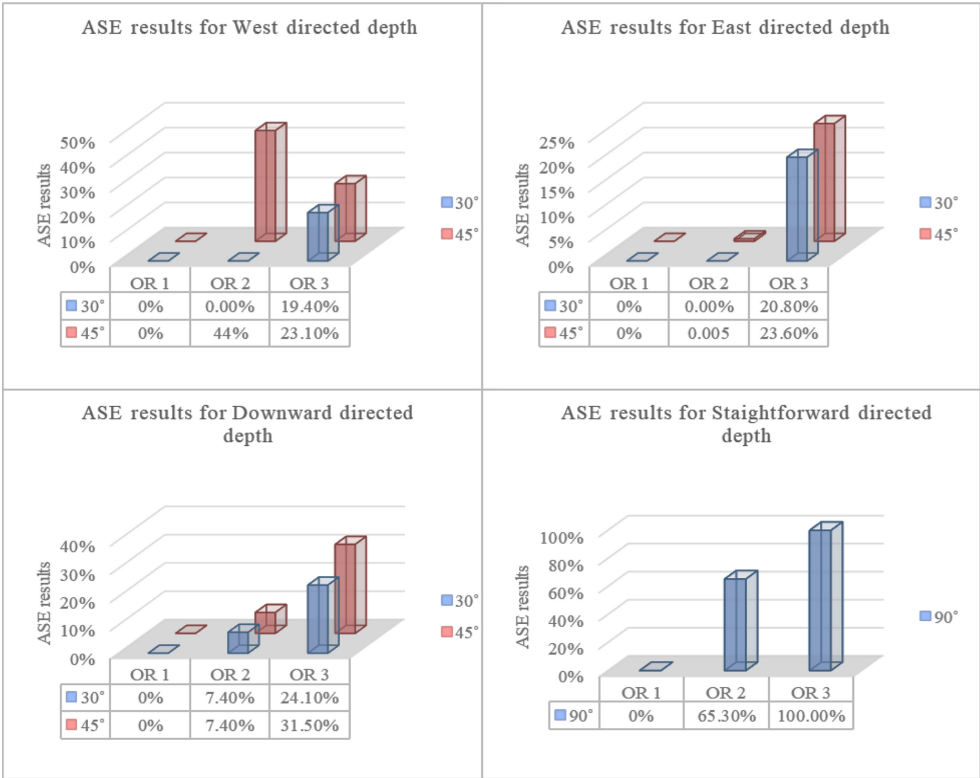 ASE results for West directed depth
50%
40%
30%
20%
10%
0%
ASE results
30°
45°
OR 1 OR 2 OR 3
30° 0% 0.00% 19.40%
45° 0% 44% 23.10%
ASE results for East directed depth
25%
20%
15%
10%
5%
0%
ASE results
30°
45°
OR 1 OR 2 OR 3
30° 0% 0.00% 20.80%
45° 0% 0.005 23.60%
ASE results for Downward directed
depth
40%
30%
20%
10%
0%
ASE results
30°
45°
OR 1 OR 2 OR 3
30° 0% 7.40% 24.10%
45° 0% 7.40% 31.50%
ASE results for Staightforward directed
depth
100%
80%
60%
40%
20%
0%
ASE results
90°
OR 1 OR 2 OR 3
90° 0% 65.30% 100.00%